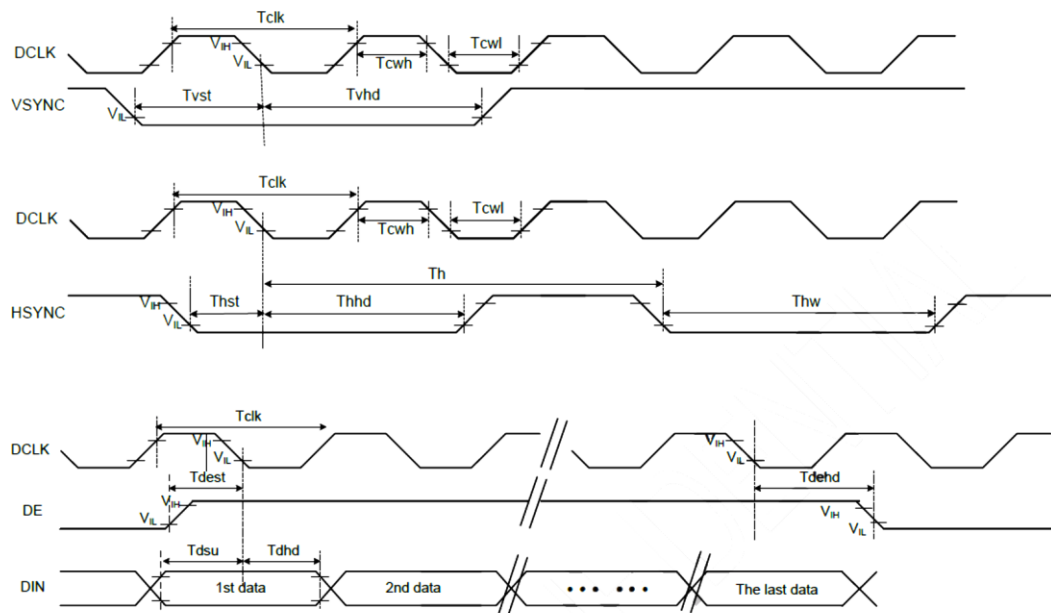 Tclk
DCLK
VIH
VIL
Tcwh
Tcwl
VSYNC
VIL
Tvst
Tvhd
Tclk
DCLK
VIH
VIL
Tcwh
Tcwl
Th
HSYNC
VIH
VIL
Thst
Thhd
Thw
Tclk
DCLK
VIH
VIL
VIH
VIL
Tdest
Tdehd
DE
VIH
VIL
VIH
VIL
Tdsu
Tdhd
DIN
1st data
2nd data
••• •••
The last data